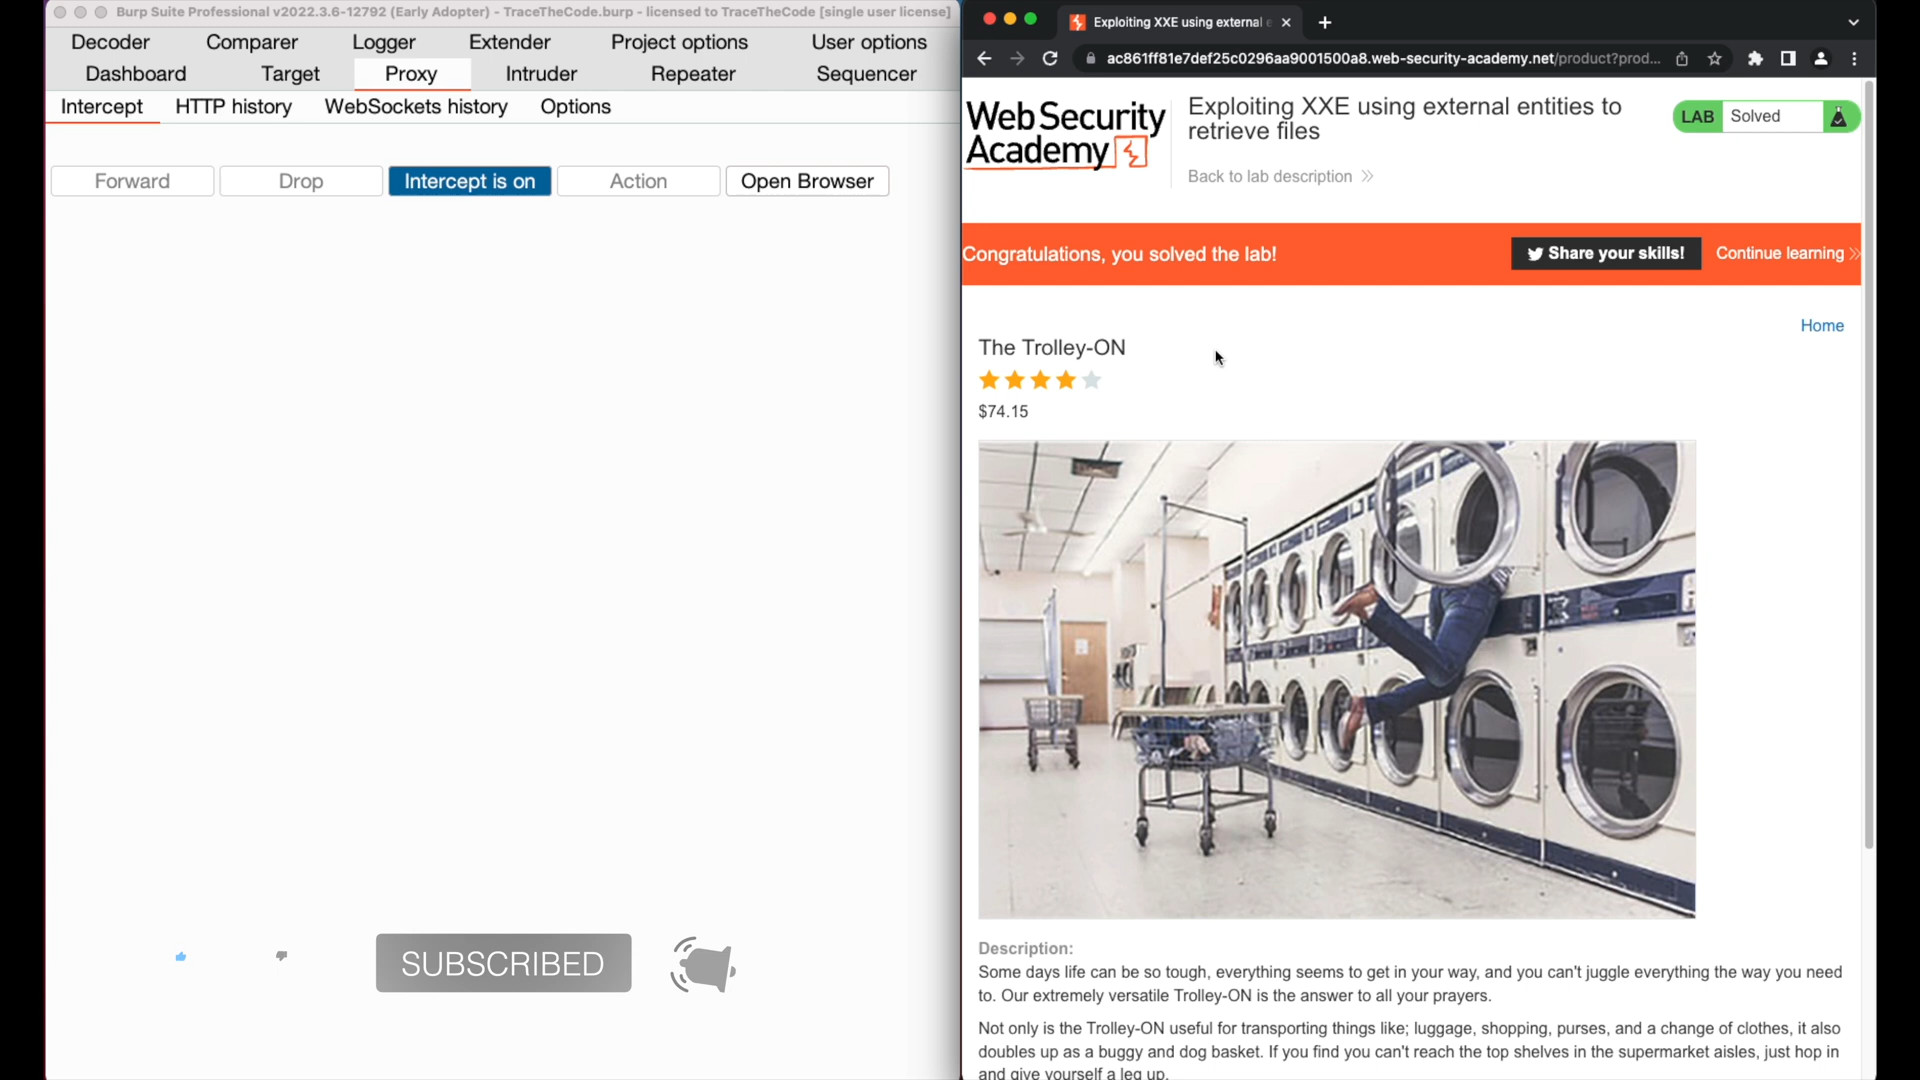 Burp Suite Professional v2022.3.6-12792 (Early Adopter) - TraceTheCode.burp - licensed to TraceTheCode [single user license]
Decoder Comparer Logger Extender Project options User options
Dashboard Target Proxy Intruder Repeater Sequencer
Intercept HTTP history WebSockets history Options
Forward Drop Intercept is on Action Open Browser
SUBSCRIBED
Exploiting XXE using external e
ac861ff81e7def25c0296aa9001500a8.web-security-academy.net/product?prod...
Web Security
Academy
Exploiting XXE using external entities to
retrieve files
LAB Solved
Back to lab description
Congratulations, you solved the lab!
Share your skills!
Continue learning
Home
The Trolley-ON
$74.15
Description:
Some days life can be so tough, everything seems to get in your way, and you can't juggle everything the way you need
to. Our extremely versatile Trolley-ON is the answer to all your prayers.
Not only is the Trolley-ON useful for transporting things like; luggage, shopping, purses, and a change of clothes, it also
doubles up as a buggy and dog basket. If you find you can't reach the top shelves in the supermarket aisles, just hop in
and give yourself a leg up.